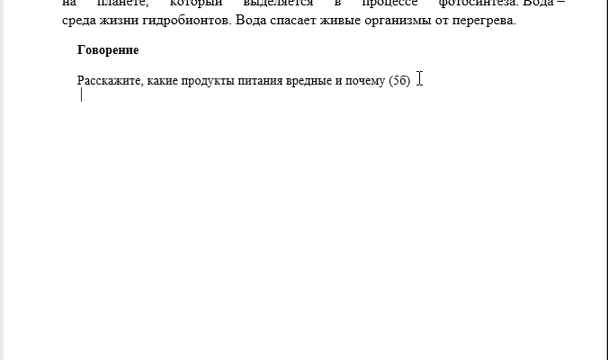 на планете, который выделяется в процессе фотосинтеза. Вода –
среда жизни гидробионтов. Вода спасает живые организмы от перегрева.
Говорение
Расскажите, какие продукты питания вредные и почему (5б)